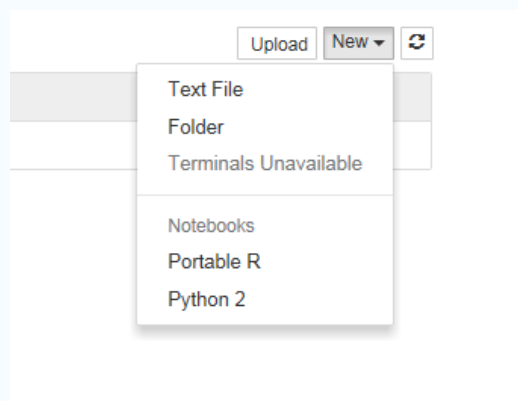 Upload New
Text File
Folder
Terminals Unavailable
Notebooks
Portable R
Python 2